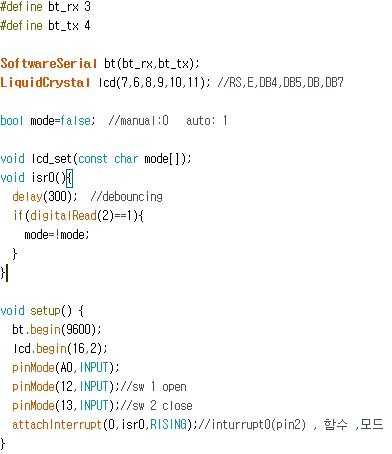 #define bt_rx 3
#define bt_tx 4
SoftwareSerial bt(bt_rx,bt_tx);
LiquidCrystal lcd(7,6,8,9,10,11); //RS,E,DB4,DB5,DB,DB7
bool mode=false; //manual:0 auto: 1
void lcd_set(const char mode[]);
void isr0(){
delay(300); //debouncing
if(digitalRead(2)==1){
mode=!mode;
}
}
void setup() {
bt.begin(9600);
lcd.begin(16,2);
pinMode(A0,INPUT);
pinMode(12,INPUT);//sw 1 open
pinMode(13,INPUT);//sw 2 close
attachInterrupt(0,isr0,RISING);//inturrupt0(pin2) , 함수 ,모드
}